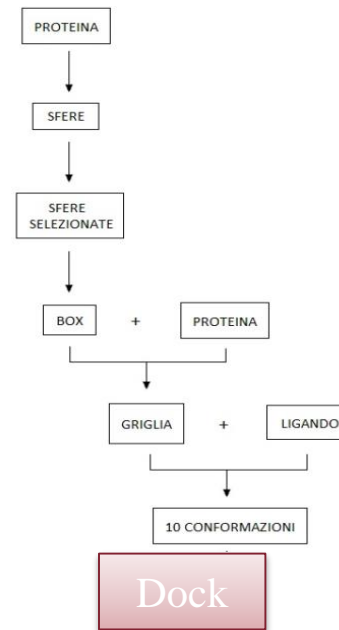 PROTEINA
SFERE
SFERE
SELEZIONATE
BOX + PROTEINA
GRIGLIA + LIGANDO
10 CONFORMAZIONI
Dock